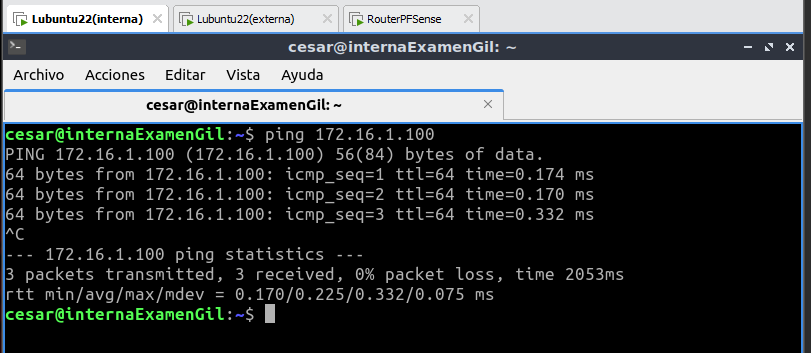 Lubuntu22(interna) Lubuntu22(externa) RouterPFSense
cesar@internaExamenGil: ~
Archivo Acciones Editar Vista Ayuda
cesar@internaExamenGil: ~
cesar@internaExamenGil:~$ ping 172.16.1.100
PING 172.16.1.100 (172.16.1.100) 56(84) bytes of data.
64 bytes from 172.16.1.100: icmp_seq=1 ttl=64 time=0.174 ms
64 bytes from 172.16.1.100: icmp_seq=2 ttl=64 time=0.170 ms
64 bytes from 172.16.1.100: icmp_seq=3 ttl=64 time=0.332 ms
^C
--- 172.16.1.100 ping statistics ---
3 packets transmitted, 3 received, 0% packet loss, time 2053ms
rtt min/avg/max/mdev = 0.170/0.225/0.332/0.075 ms
cesar@internaExamenGil:~$